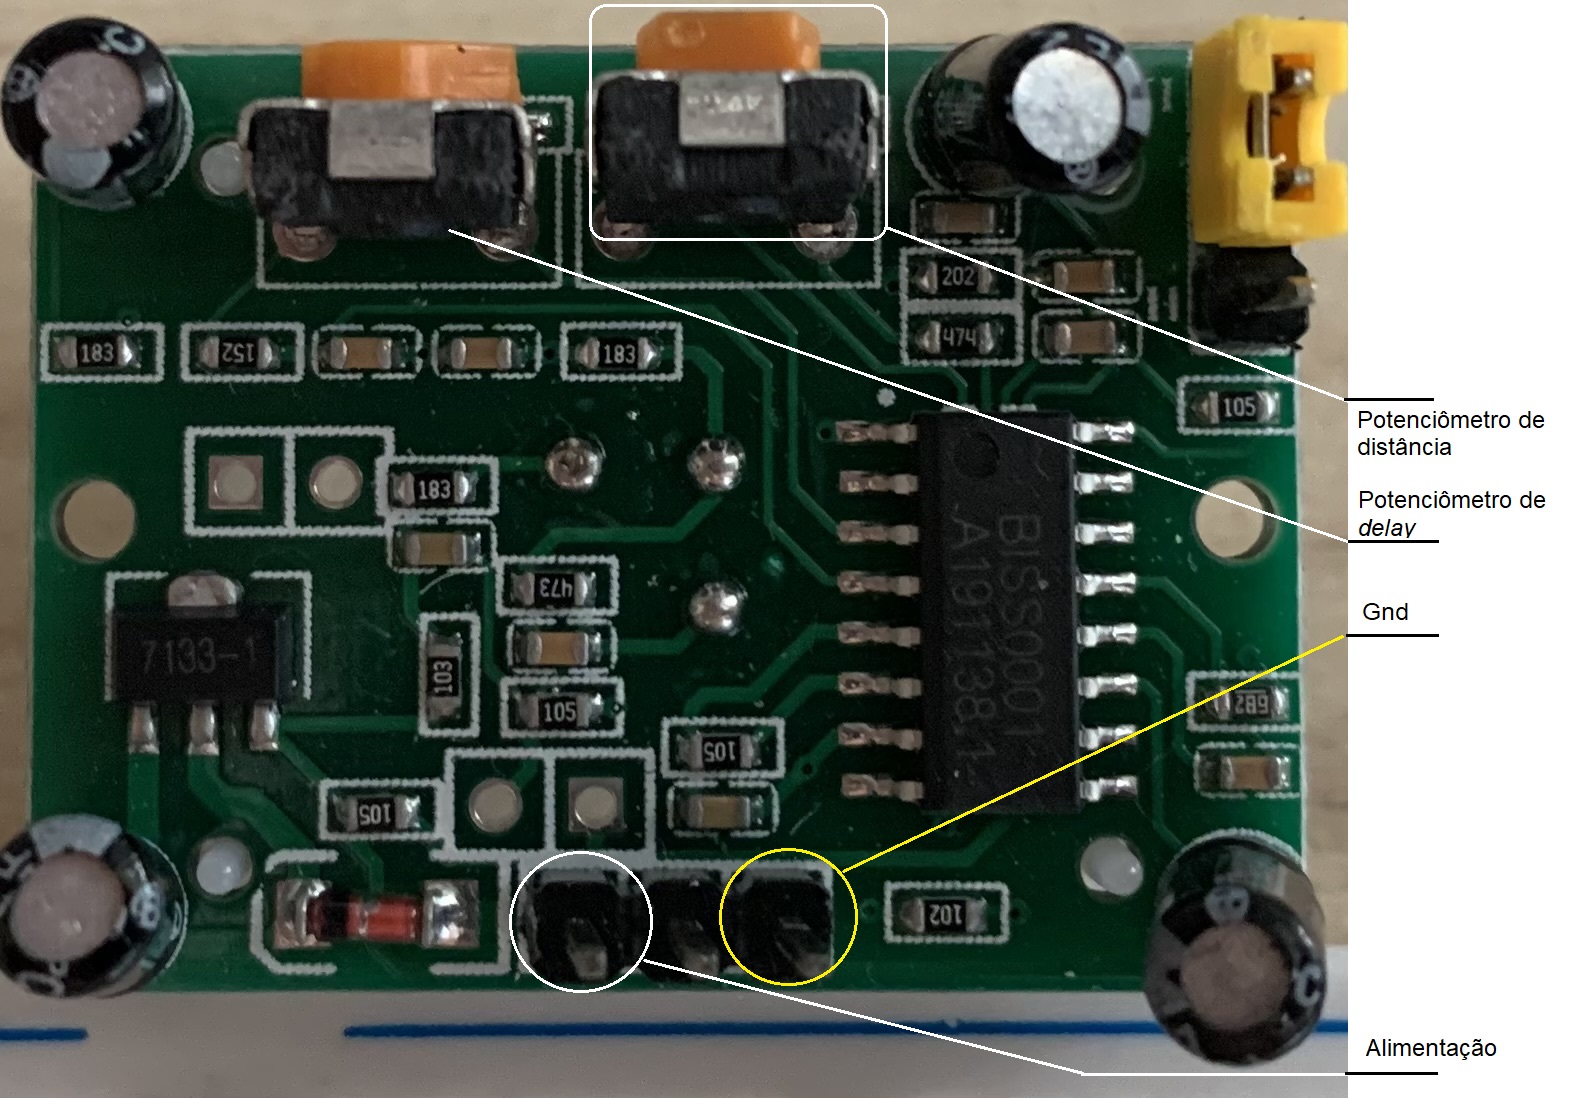 202
474
183
152
183
105
Potenciômetro de
distância
183
Potenciômetro de
delay
BISS0001
A191138.1
473
Gnd
7133-1
103
105
682
105
105
102
Alimentação